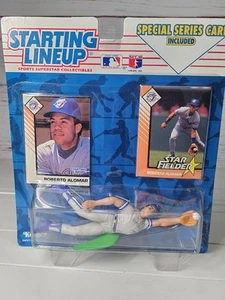 STARTING
LINEUP
SPORTS SUPERSTAR COLLECTIBLES
SPECIAL SERIES CARD
INCLUDED
STAR
FIELDER
ROBERTO ALOMAR
ROBERTO ALOMAR